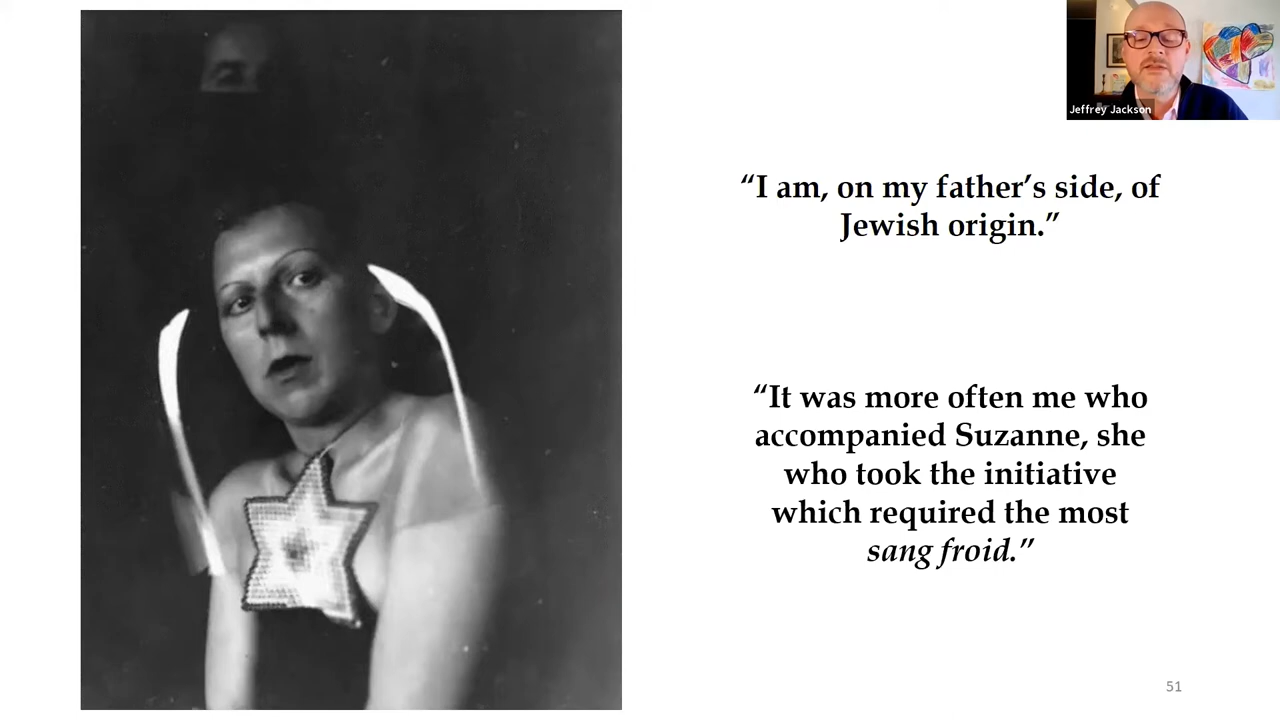 Jeffrey Jackson
“I am, on my father’s side, of
Jewish origin.”
“It was more often me who
accompanied Suzanne, she
who took the initiative
which required the most
sang froid.”
51